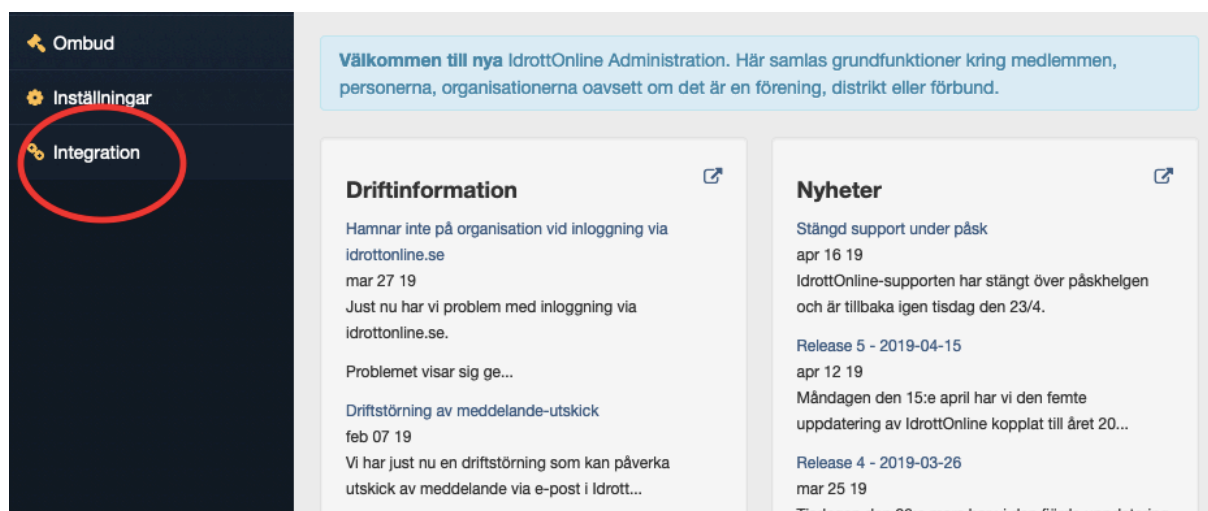 Ombud
Inställningar
Integration
Välkommen till nya IdrottOnline Administration. Här samlas grundfunktioner kring medlemmen,
personerna, organisationerna oavsett om det är en förening, distrikt eller förbund.
Driftinformation
Hamnar inte på organisation vid inloggning via
idrottonline.se
mar 27 19
Just nu har vi problem med inloggning via
idrottonline.se.
Problemet visar sig ge...
Driftstörning av meddelande-utskick
feb 07 19
Vi har just nu en driftstörning som kan påverka
utskick av meddelande via e-post i Idrott...
Nyheter
Stängd support under påsk
apr 16 19
IdrottOnline-supporten har stängt över påskhelgen
och är tillbaka igen tisdag den 23/4.
Release 5 - 2019-04-15
apr 12 19
Måndagen den 15:e april har vi den femte
uppdatering av IdrottOnline kopplat till året 20...
Release 4 - 2019-03-26
mar 25 19